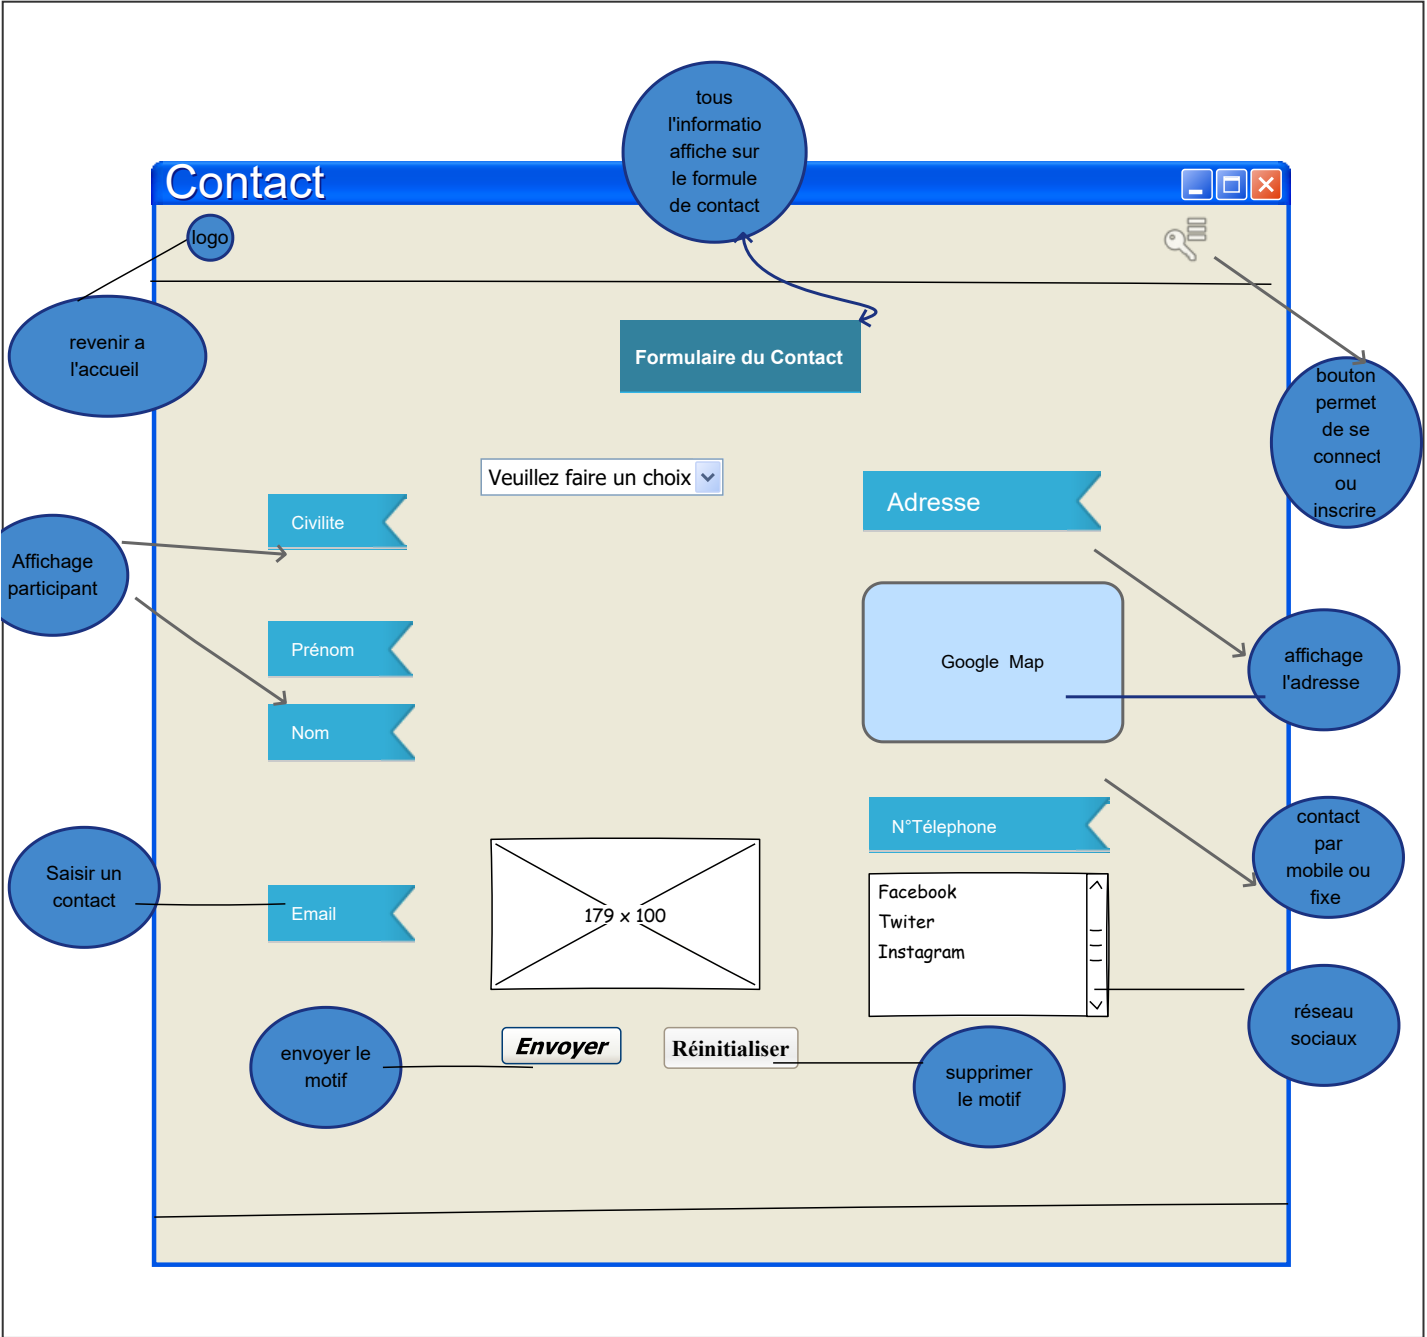 tous
l'informatio
affiche sur
le formule
de contact
Contact
logo
revenir a
l'accueil
Formulaire du Contact
bouton
permet
de se
connect
ou
inscrire
Veuillez faire un choix
Adresse
Civilite
Affichage
participant
Prénom
Google Map
affichage
l'adresse
Nom
N°Télephone
contact
par
mobile ou
fixe
Saisir un
contact
Email
179 x 100
Facebook
Twiter
Instagram
réseau
sociaux
envoyer le
motif
Envoyer
Réinitialiser
supprimer
le motif